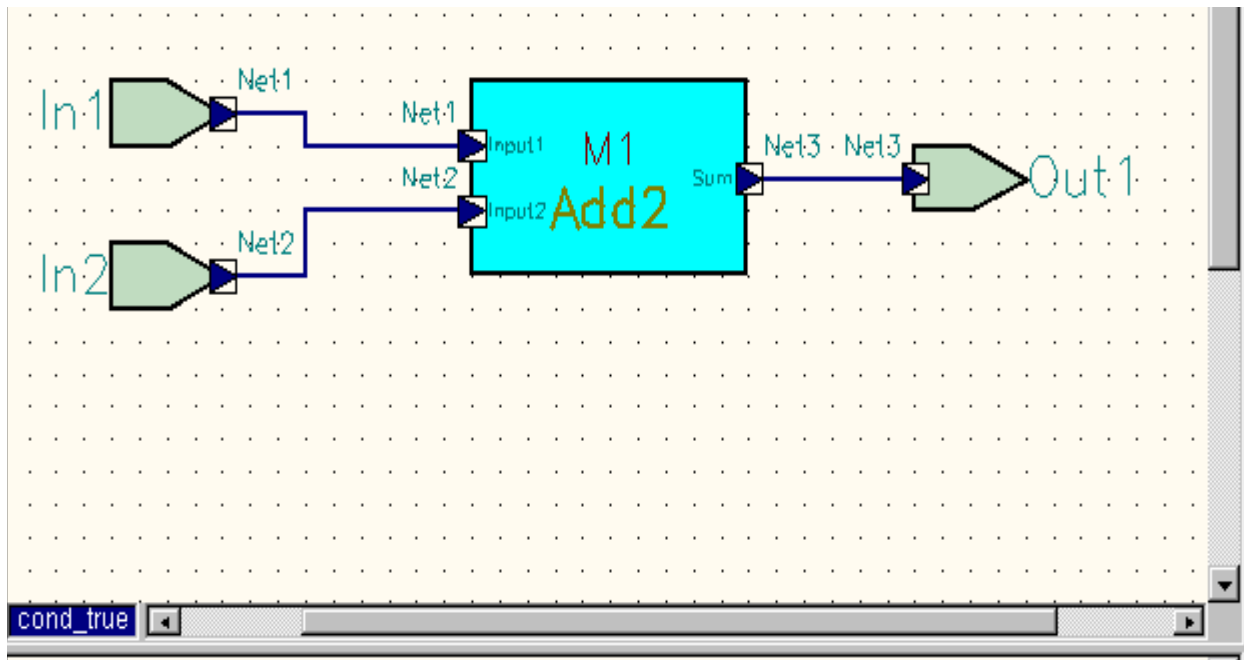 Net1
In1
Net1
Input1
M1
Net3 Net3
Net2
Sum
Out1
Input2
Add2
Net2
In2
cond_true